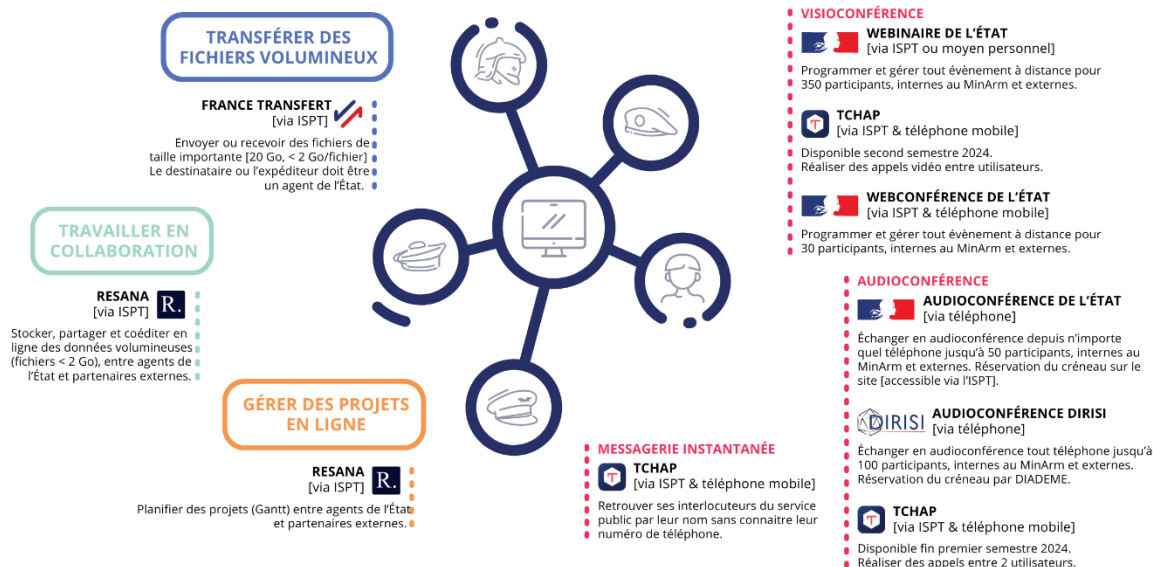 TRANSFÉRER DES
FICHIERS VOLUMINEUX
FRANCE TRANSFERT
[via ISPT]
Envoyer ou recevoir des fichiers de
taille importante [20 Go, < 2 Go/fichier]
Le destinataire ou l’expéditeur doit être
un agent de l’État.
TRAVAILLER EN
COLLABORATION
RESANA
[via ISPT]
R.
Stocker, partager et coéditer en
ligne des données volumineuses
(fichiers < 2 Go), entre agents de
l’État et partenaires externes.
GÉRER DES PROJETS
EN LIGNE
RESANA
[via ISPT]
R.
Planifier des projets (Gantt) entre agents de l’État
et partenaires externes.
MESSAGERIE INSTANTANÉE
TCHAP
[via ISPT & téléphone mobile]
Retrouver ses interlocuteurs du service
public par leur nom sans connaitre leur
numéro de téléphone.
VISIOCONFÉRENCE
WEBINAIRE DE L’ÉTAT
[via ISPT ou moyen personnel]
Programmer et gérer tout évènement à distance pour
350 participants, internes au MinArm et externes.
TCHAP
[via ISPT & téléphone mobile]
Disponible second semestre 2024.
Réaliser des appels vidéo entre utilisateurs.
WEBCONFÉRENCE DE L’ÉTAT
[via ISPT & téléphone mobile]
Programmer et gérer tout évènement à distance pour
30 participants, internes au MinArm et externes.
AUDIOCONFÉRENCE
AUDIOCONFÉRENCE DE L’ÉTAT
[via téléphone]
Échanger en audioconférence depuis n’importe
quel téléphone jusqu’à 50 participants, internes au
MinArm et externes. Réservation du créneau sur le
site [accessible via l’ISPT].
DIRISI
AUDIOCONFÉRENCE DIRISI
[via téléphone]
Échanger en audioconférence tout téléphone jusqu’à
100 participants, internes au MinArm et externes.
Réservation du créneau par DIADEME.
TCHAP
[via ISPT & téléphone mobile]
Disponible fin premier semestre 2024.
Réaliser des appels entre 2 utilisateurs.